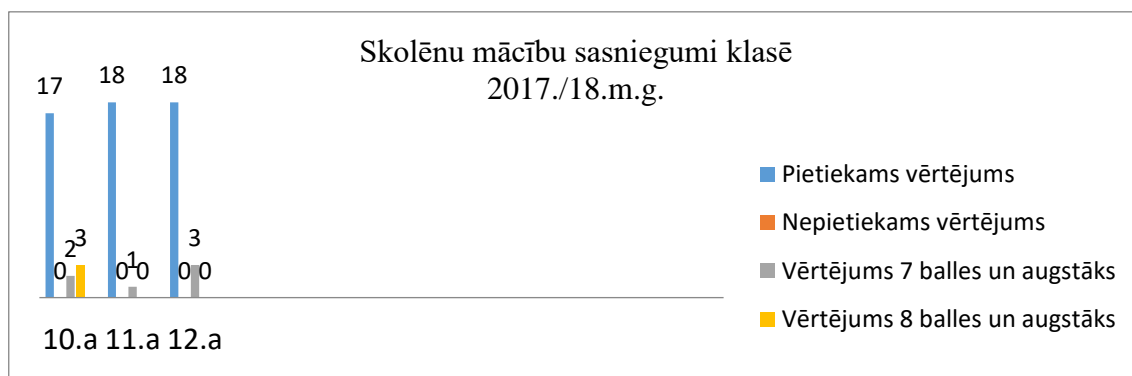 Skolēnu mācību sasniegumi klasē
2017./18.m.g.
17 0 2 3
18 0 1 0
18 0 3 0
10.a 11.a 12.a
Pietiekams vērtējums
Nepietiekams vērtējums
Vērtējums 7 balles un augstāks
Vērtējums 8 balles un augstāks